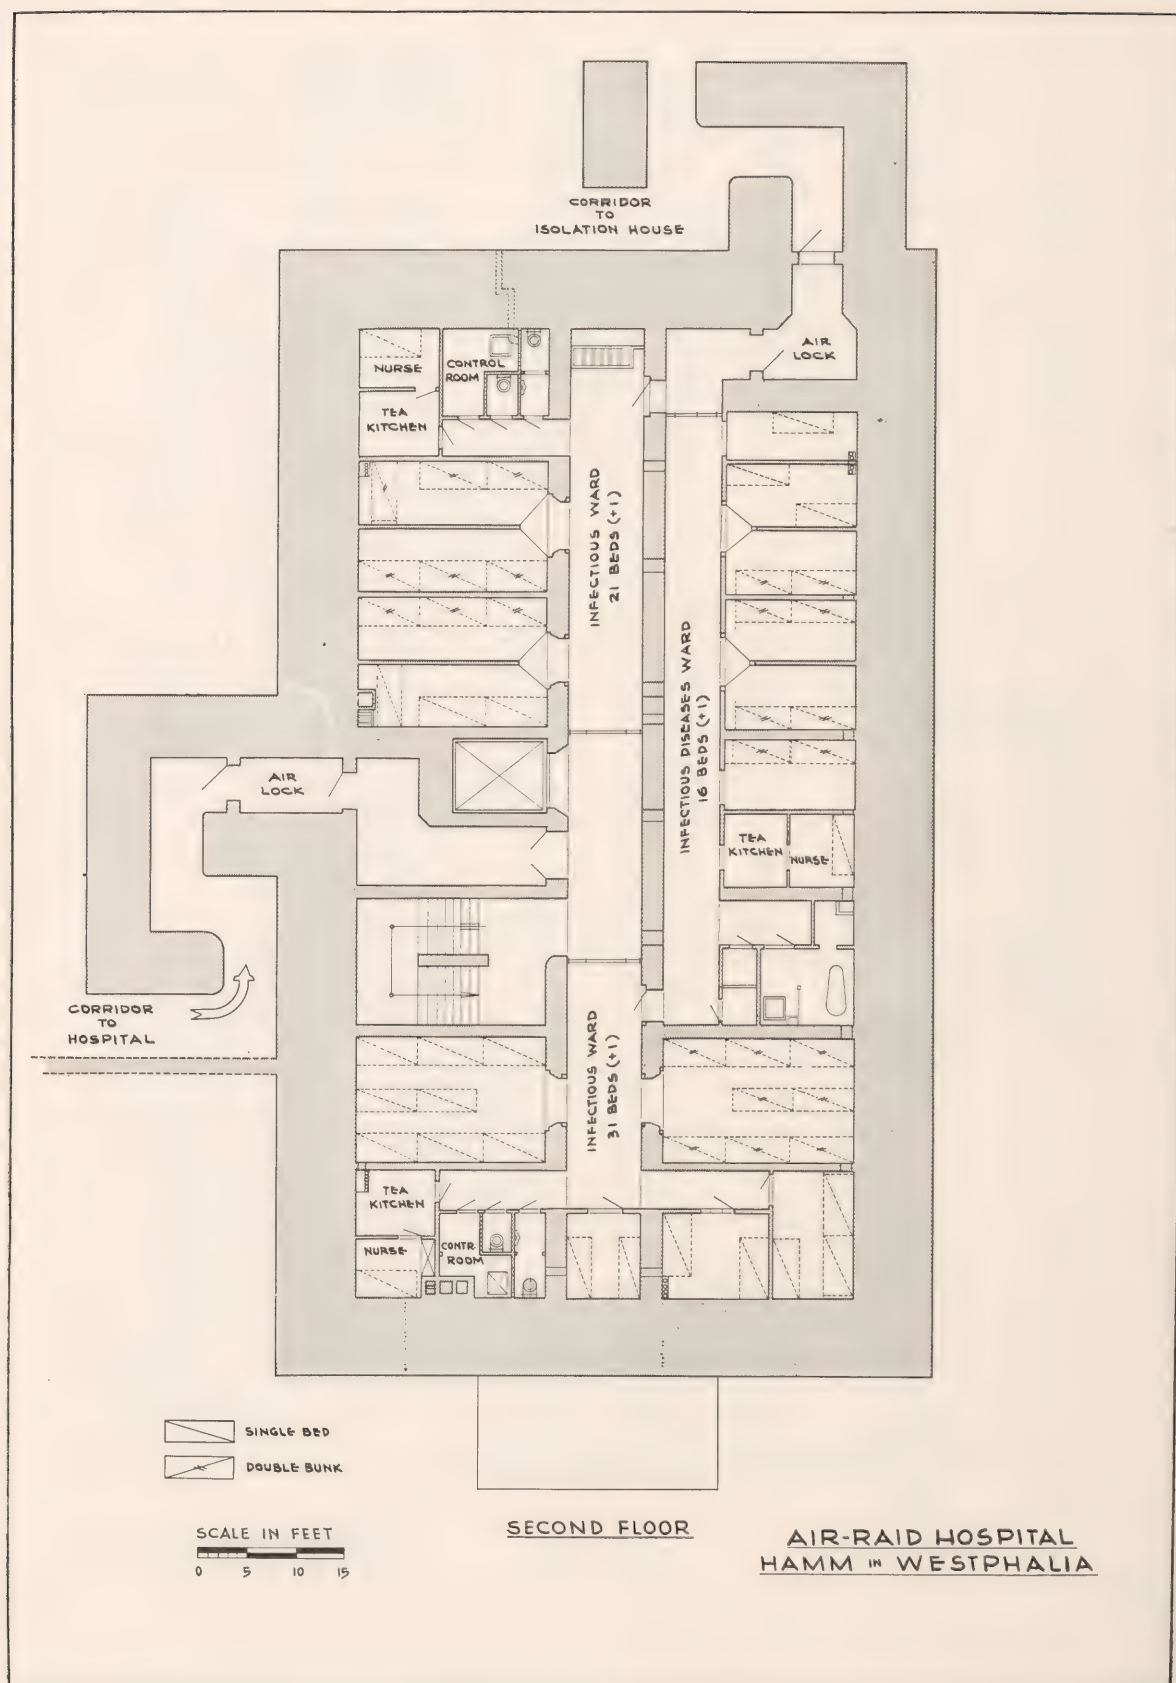 CORRIDOR
TO
ISOLATION HOUSE
AIR
LOCK
NURSE
CONTROL
ROOM
TEA
KITCHEN
INFECTIOUS WARD
21 BEDS (+1)
INFECTIOUS DISEASES WARD
16 BEDS (+1)
AIR
LOCK
TEA
KITCHEN
NURSE
CORRIDOR
TO
HOSPITAL
INFECTIOUS WARD
31 BEDS (+1)
TEA
KITCHEN
NURSE
CONTR.
ROOM
SINGLE BED
DOUBLE BUNK
SCALE IN FEET
0 5 10 15
SECOND FLOOR
AIR-RAID HOSPITAL
HAMM IN WESTPHALIA